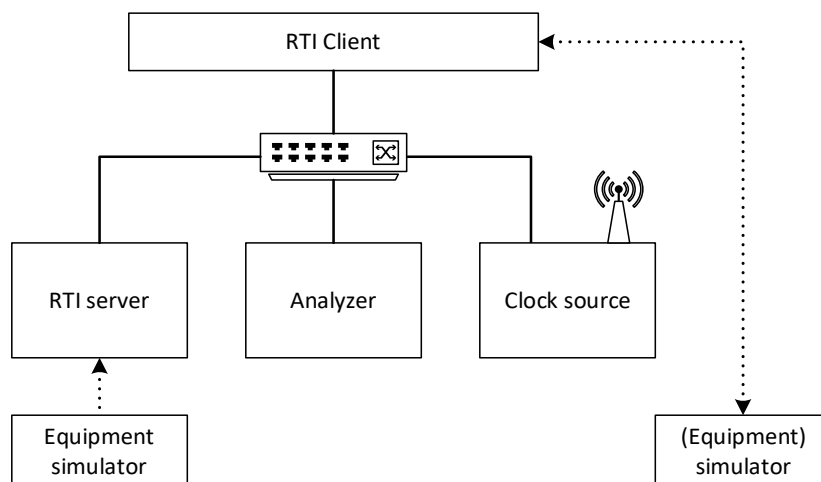 RTI Client
RTI server
Analyzer
Clock source
Equipment
simulator
(Equipment)
simulator